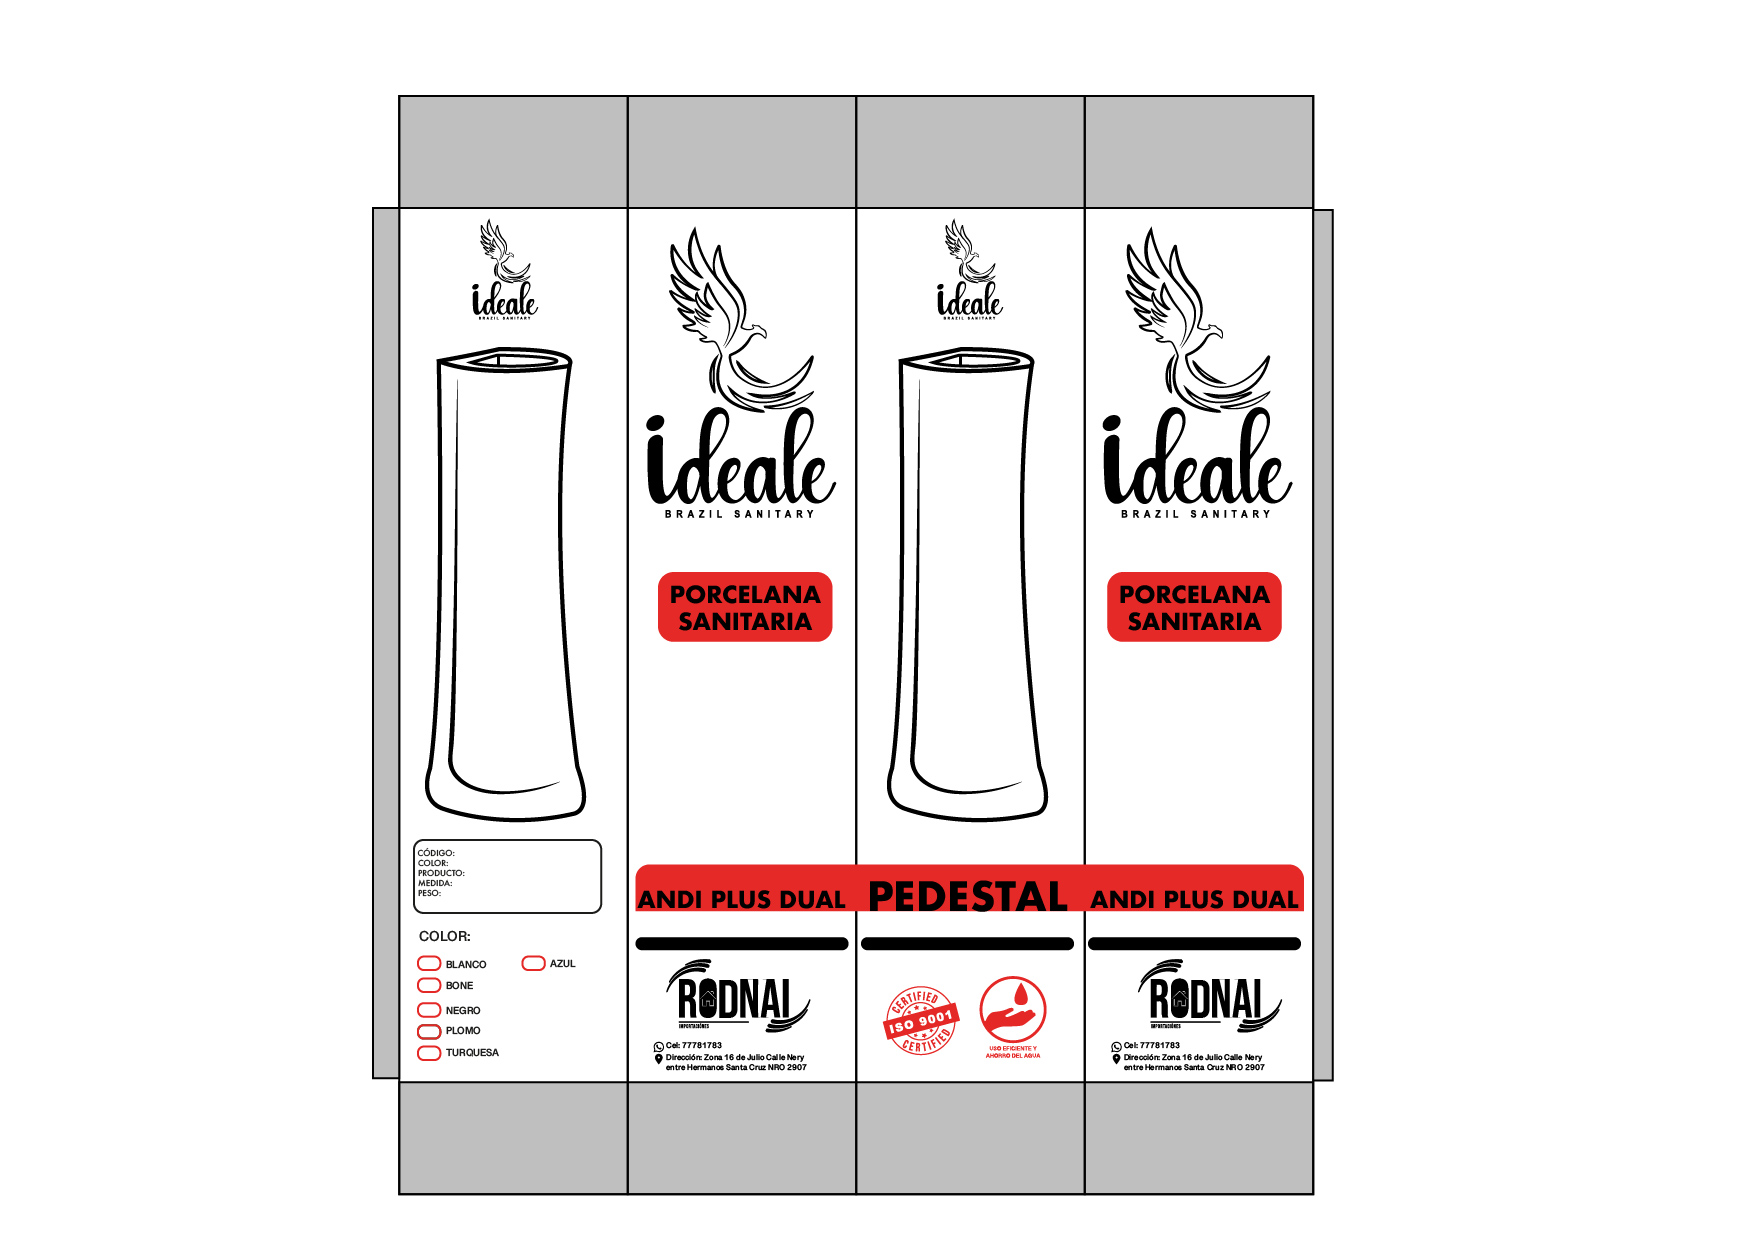 ideale
BRAZIL SANITARY
CÓDIGO:
COLOR:
PRODUCTO:
MEDIDA:
PESO:
COLOR:
BLANCO
AZUL
BONE
NEGRO
PLOMO
TURQUESA
ideale
BRAZIL SANITARY
PORCELANA
SANITARIA
ANDI PLUS DUAL
RODNAI
IMPORTACIÓNES
Cel: 77781783
Dirección: Zona 16 de Julio Calle Nery
entre Hermanos Santa Cruz NRO 2907
ideale
BRAZIL SANITARY
PEDESTAL
CERTIFIED
ISO 9001
CERTIFIED
USO EFICIENTE Y
AHORRO DEL AGUA
ideale
BRAZIL SANITARY
PORCELANA
SANITARIA
ANDI PLUS DUAL
RODNAI
IMPORTACIÓNES
Cel: 77781783
Dirección: Zona 16 de Julio Calle Nery
entre Hermanos Santa Cruz NRO 2907